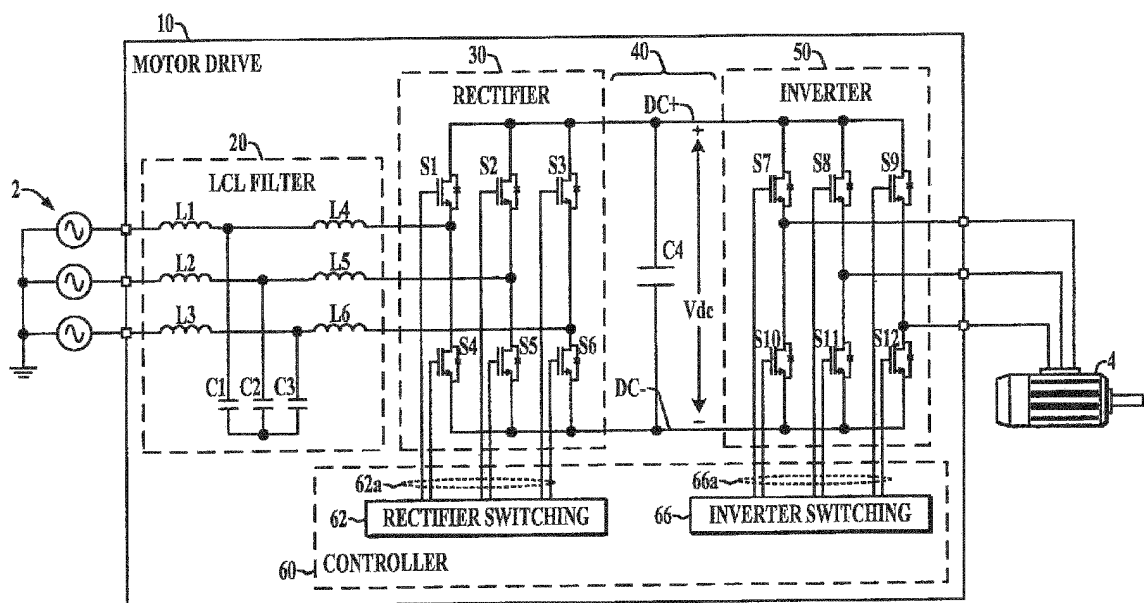 10
MOTOR DRIVE
30
40
50
RECTIFIER
DC+
INVERTER
+
20
LCL FILTER
S1
S2
S3
S7
S8
S9
2
L1
L4
L2
L5
C4
L3
L6
Vdc
S4
S5
S6
S10
S11
S12
C1
C2
C3
DC-
–
4
62a
66a
62
RECTIFIER SWITCHING
66
INVERTER SWITCHING
60
CONTROLLER